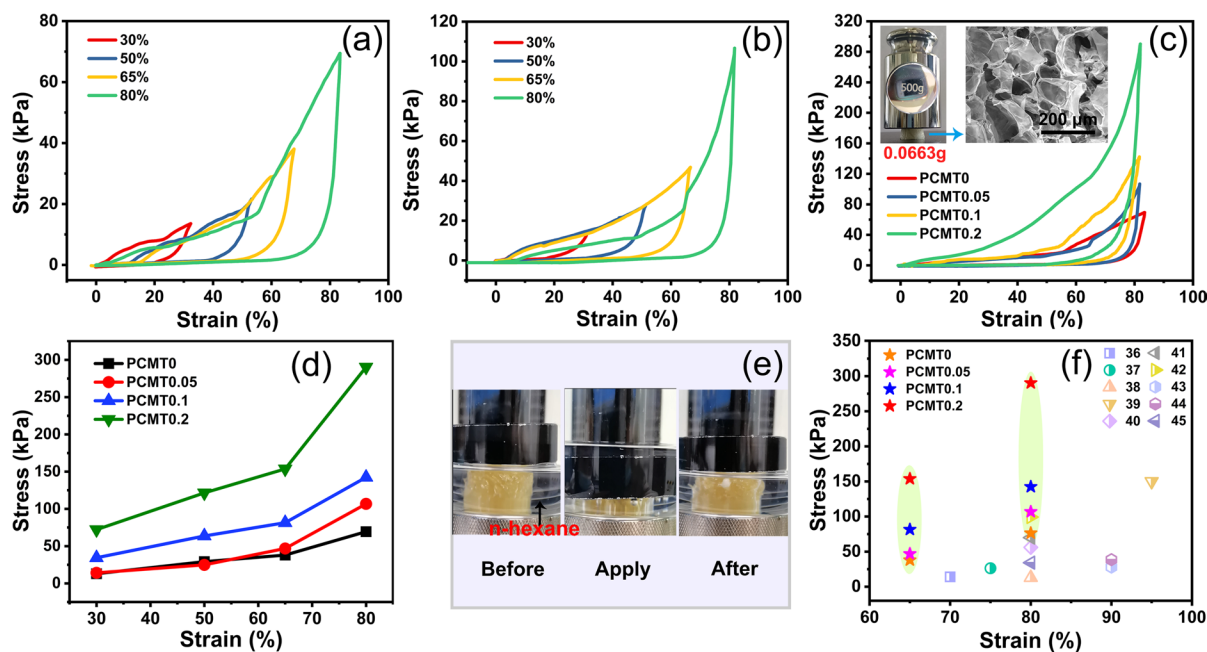 (a)
30%
50%
65%
80%
Stress (kPa)
80
60
40
20
0
0 20 40 60 80 100
Strain (%)
(b)
30%
50%
65%
80%
Stress (kPa)
120
100
80
60
40
20
0
0 20 40 60 80 100
Strain (%)
(c)
500g
0.0663g
200 μm
PCMT0
PCMT0.05
PCMT0.1
PCMT0.2
Stress (kPa)
320
280
240
200
160
120
80
40
0
0 20 40 60 80 100
Strain (%)
(d)
PCMT0
PCMT0.05
PCMT0.1
PCMT0.2
Stress (kPa)
300
250
200
150
100
50
0
30 40 50 60 70 80
Strain (%)
(e)
n-hexane
Before Apply After
(f)
PCMT0
PCMT0.05
PCMT0.1
PCMT0.2
36 41
37 42
38 43
39 44
40 45
Stress (kPa)
350
300
250
200
150
100
50
0
60 70 80 90 100
Strain (%)